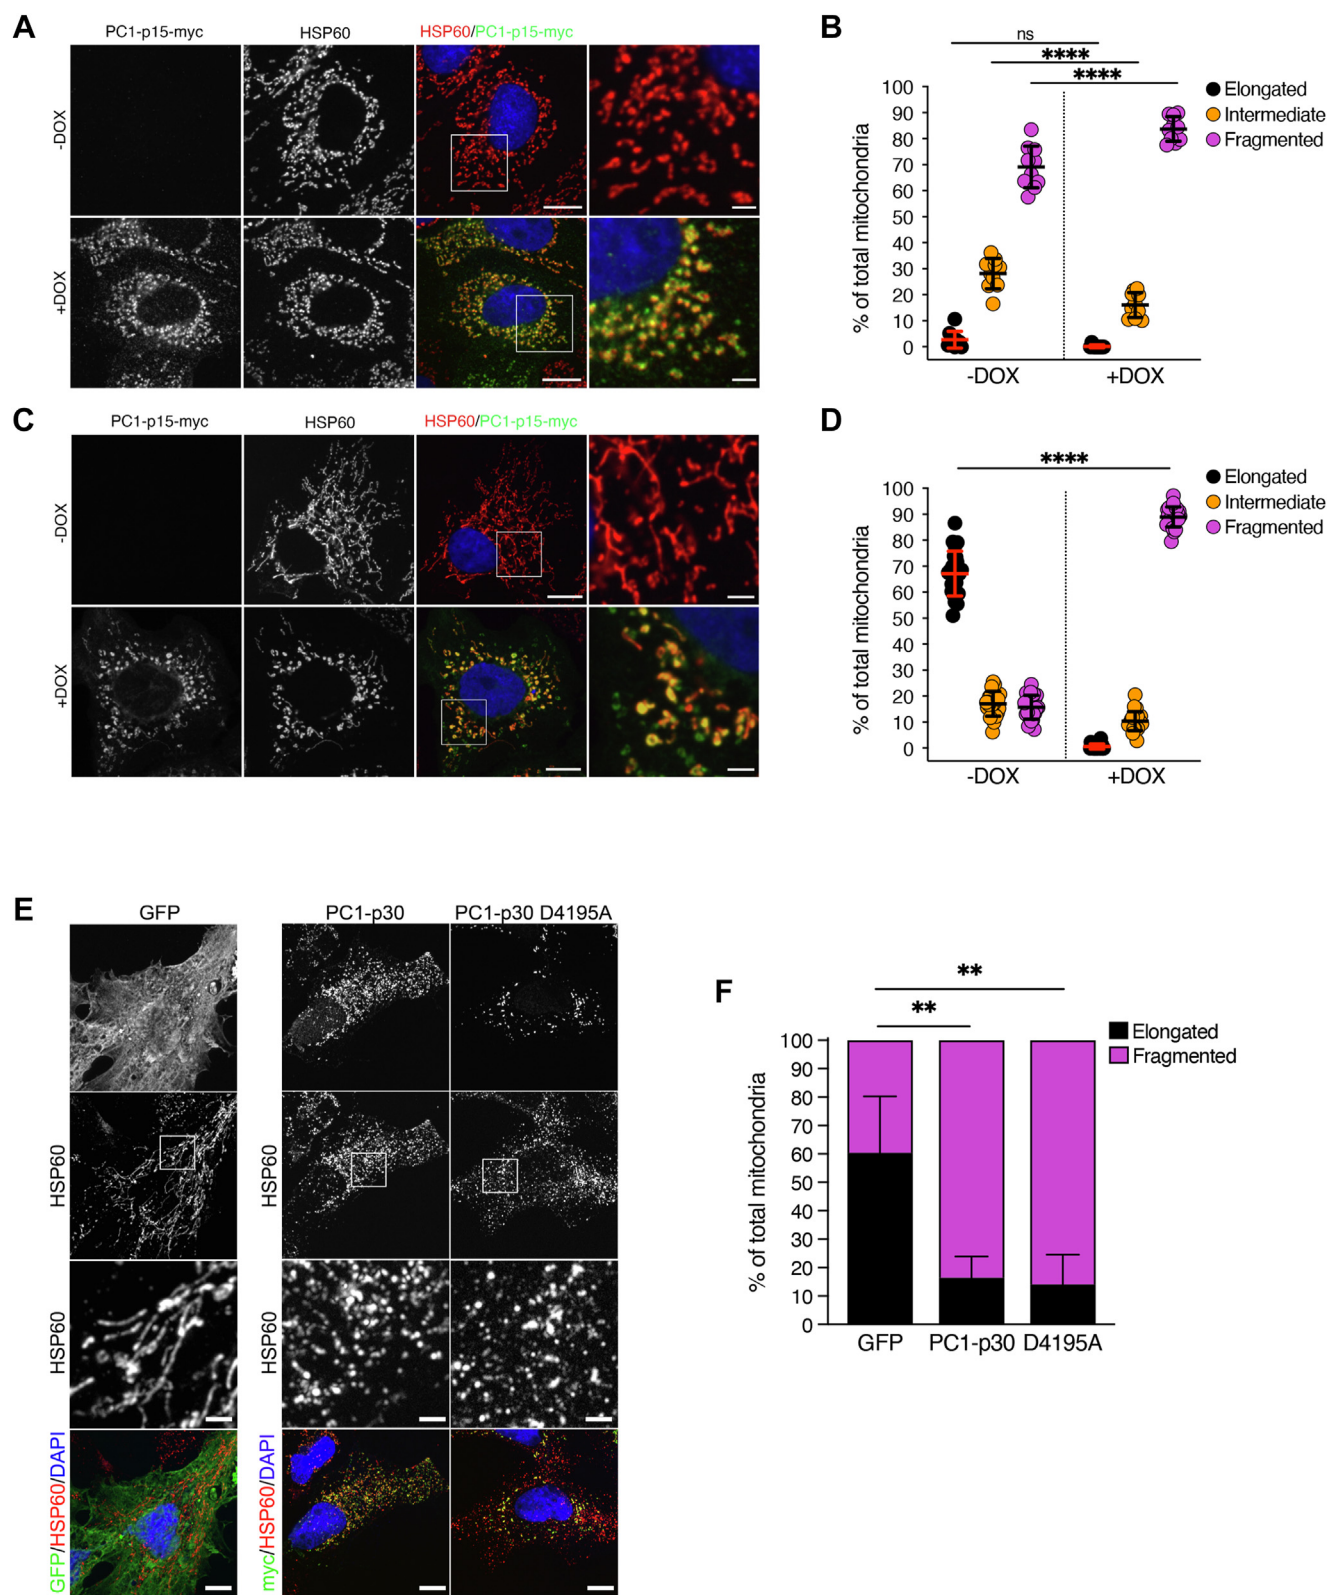 A
PC1-p15-myc HSP60 HSP60/PC1-p15-myc
-DOX
+DOX
B
ns
****
****
Elongated
Intermediate
Fragmented
% of total mitochondria
100
90
80
70
60
50
40
30
20
10
0
-DOX +DOX
C
PC1-p15-myc HSP60 HSP60/PC1-p15-myc
-DOX
+DOX
D
****
Elongated
Intermediate
Fragmented
% of total mitochondria
100
90
80
70
60
50
40
30
20
10
0
-DOX +DOX
E
GFP PC1-p30 PC1-p30 D4195A
HSP60 HSP60
HSP60 HSP60
GFP/HSP60/DAPI myc/HSP60/DAPI
F
**
**
Elongated
Fragmented
% of total mitochondria
100
90
80
70
60
50
40
30
20
10
0
GFP PC1-p30 D4195A